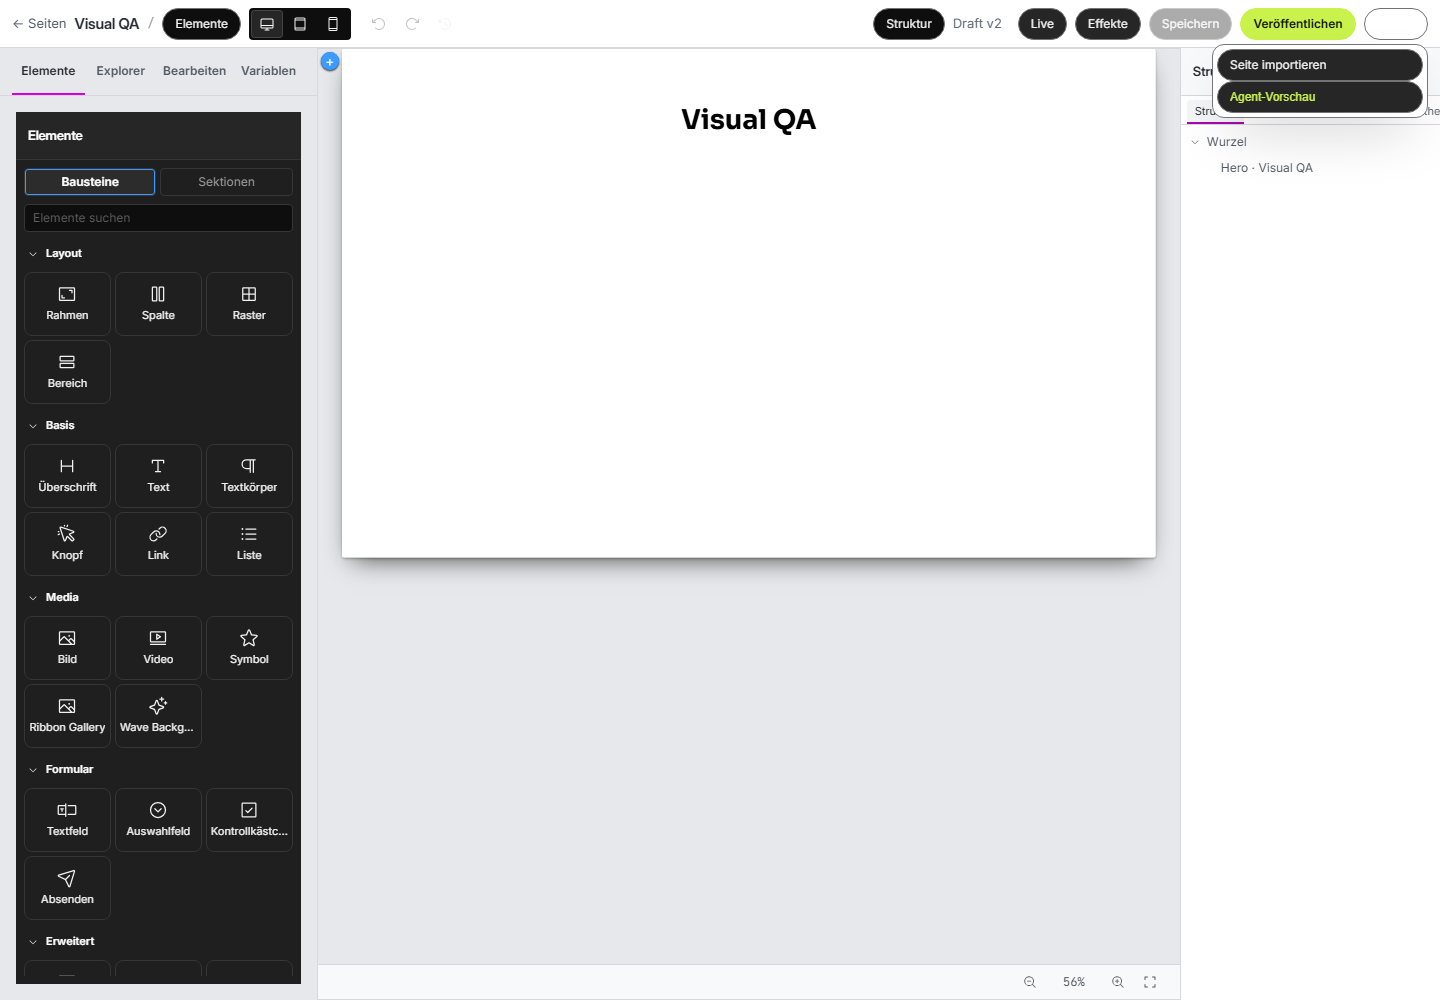 Seiten Visual QA / Elemente Struktur Draft v2 Live Effekte Speichern Veröffentlichen
Elemente Explorer Bearbeiten Variablen
Seite importieren
Agent-Vorschau
Elemente
Bausteine Sektionen
Elemente suchen
Layout
Rahmen Spalte Raster
Bereich
Basis
Überschrift Text Textkörper
Knopf Link Liste
Media
Bild Video Symbol
Ribbon Gallery Wave Backg...
Formular
Textfeld Auswahlfeld Kontrollkästc...
Absenden
Erweitert
Visual QA
56%
Wurzel
Hero · Visual QA